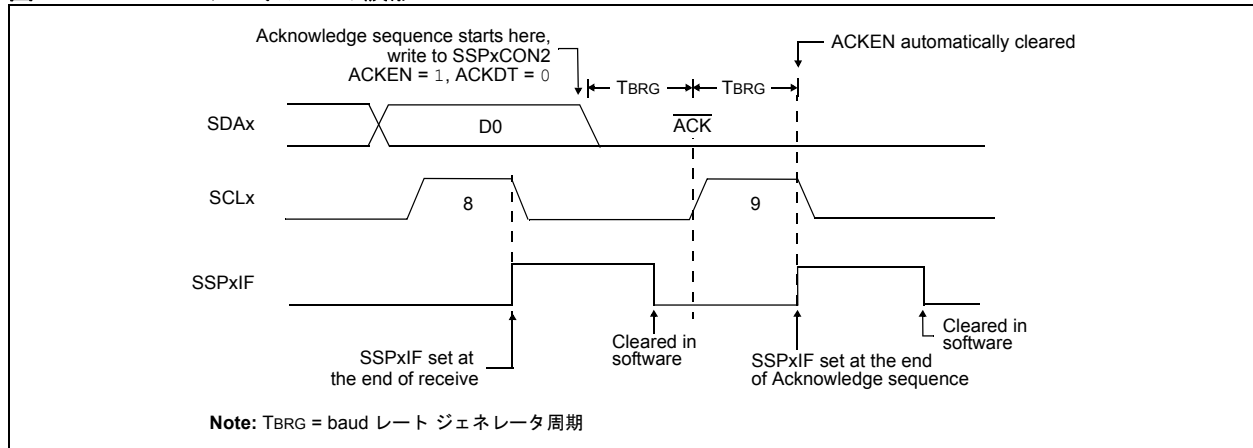 Acknowledge sequence starts here,
write to SSPxCON2
ACKEN = 1, ACKDT = 0
ACKEN automatically cleared
TBRG
TBRG
SDAx
D0
ACK
SCLx
8
9
SSPxIF
SSPxIF set at
the end of receive
Cleared in
software
SSPxIF set at the end
of Acknowledge sequence
Cleared in
software
Note: TBRG = baud レート ジェネレータ周期